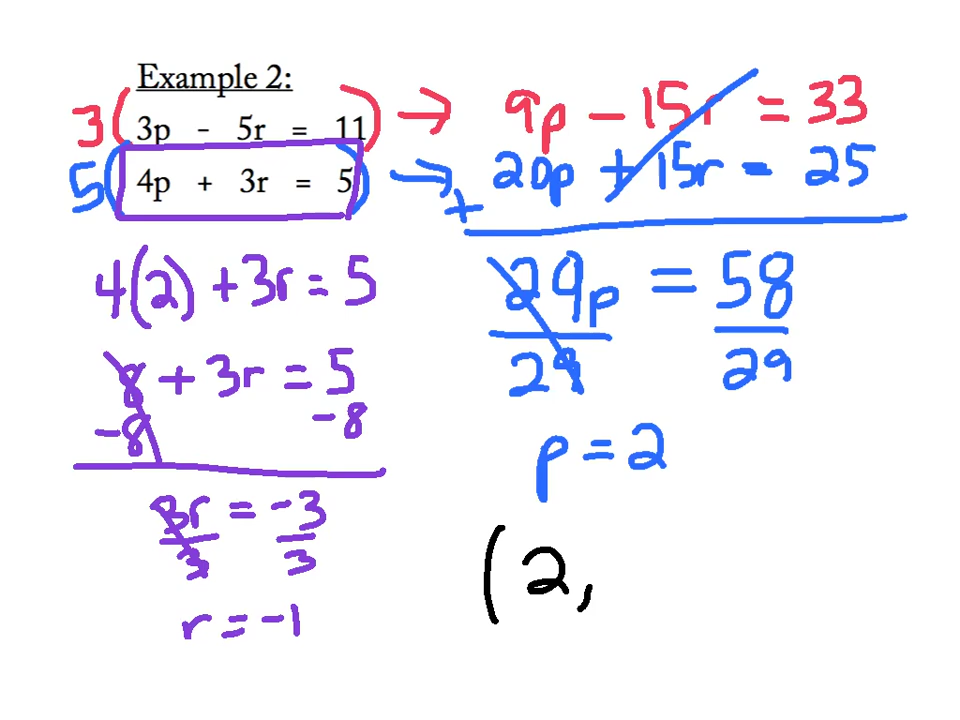 Example 2:
3(3p - 5r = 11) → 9p - 15r = 33
5(4p + 3r = 5) → + 20p + 15r = 25
4(2) + 3r = 5
8 + 3r = 5
-8 -8
3r = -3
3 3
r = -1
29p = 58
29 29
p = 2
(2,